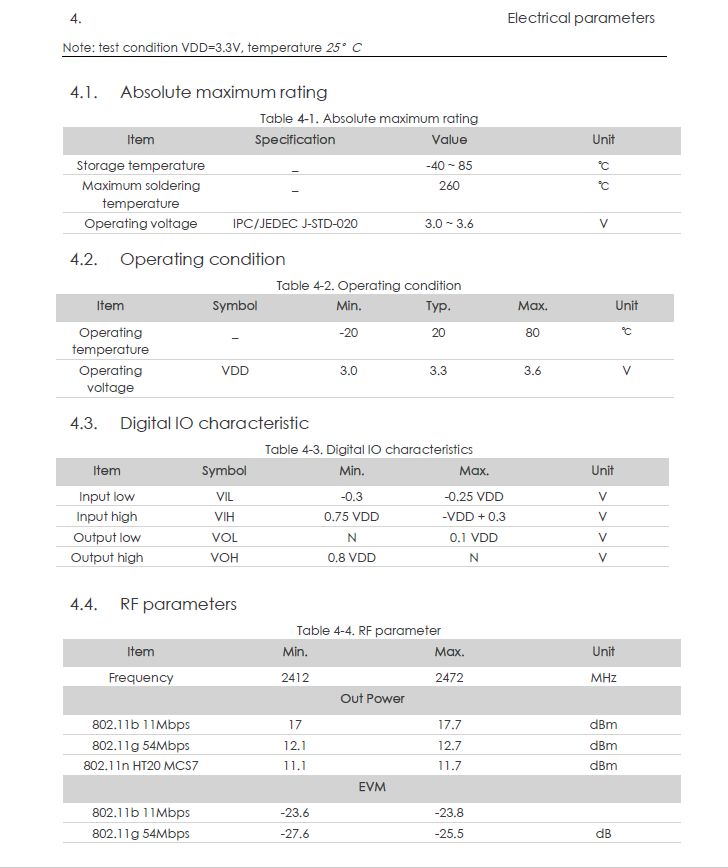 4. Electrical parameters
Note: test condition VDD=3.3V, temperature 25° C
4.1. Absolute maximum rating
Table 4-1. Absolute maximum rating
Item Specification Value Unit
Storage temperature _ -40 ~ 85 ℃
Maximum soldering temperature _ 260 ℃
Operating voltage IPC/JEDEC J-STD-020 3.0 ~ 3.6 V
4.2. Operating condition
Table 4-2. Operating condition
Item Symbol Min. Typ. Max. Unit
Operating temperature _ -20 20 80 ℃
Operating voltage VDD 3.0 3.3 3.6 V
4.3. Digital IO characteristic
Table 4-3. Digital IO characteristics
Item Symbol Min. Max. Unit
Input low VIL -0.3 -0.25 VDD V
Input high VIH 0.75 VDD -VDD + 0.3 V
Output low VOL N 0.1 VDD V
Output high VOH 0.8 VDD N V
4.4. RF parameters
Table 4-4. RF parameter
Item Min. Max. Unit
Frequency 2412 2472 MHz
Out Power
802.11b 11Mbps 17 17.7 dBm
802.11g 54Mbps 12.1 12.7 dBm
802.11n HT20 MCS7 11.1 11.7 dBm
EVM
802.11b 11Mbps -23.6 -23.8
802.11g 54Mbps -27.6 -25.5 dB